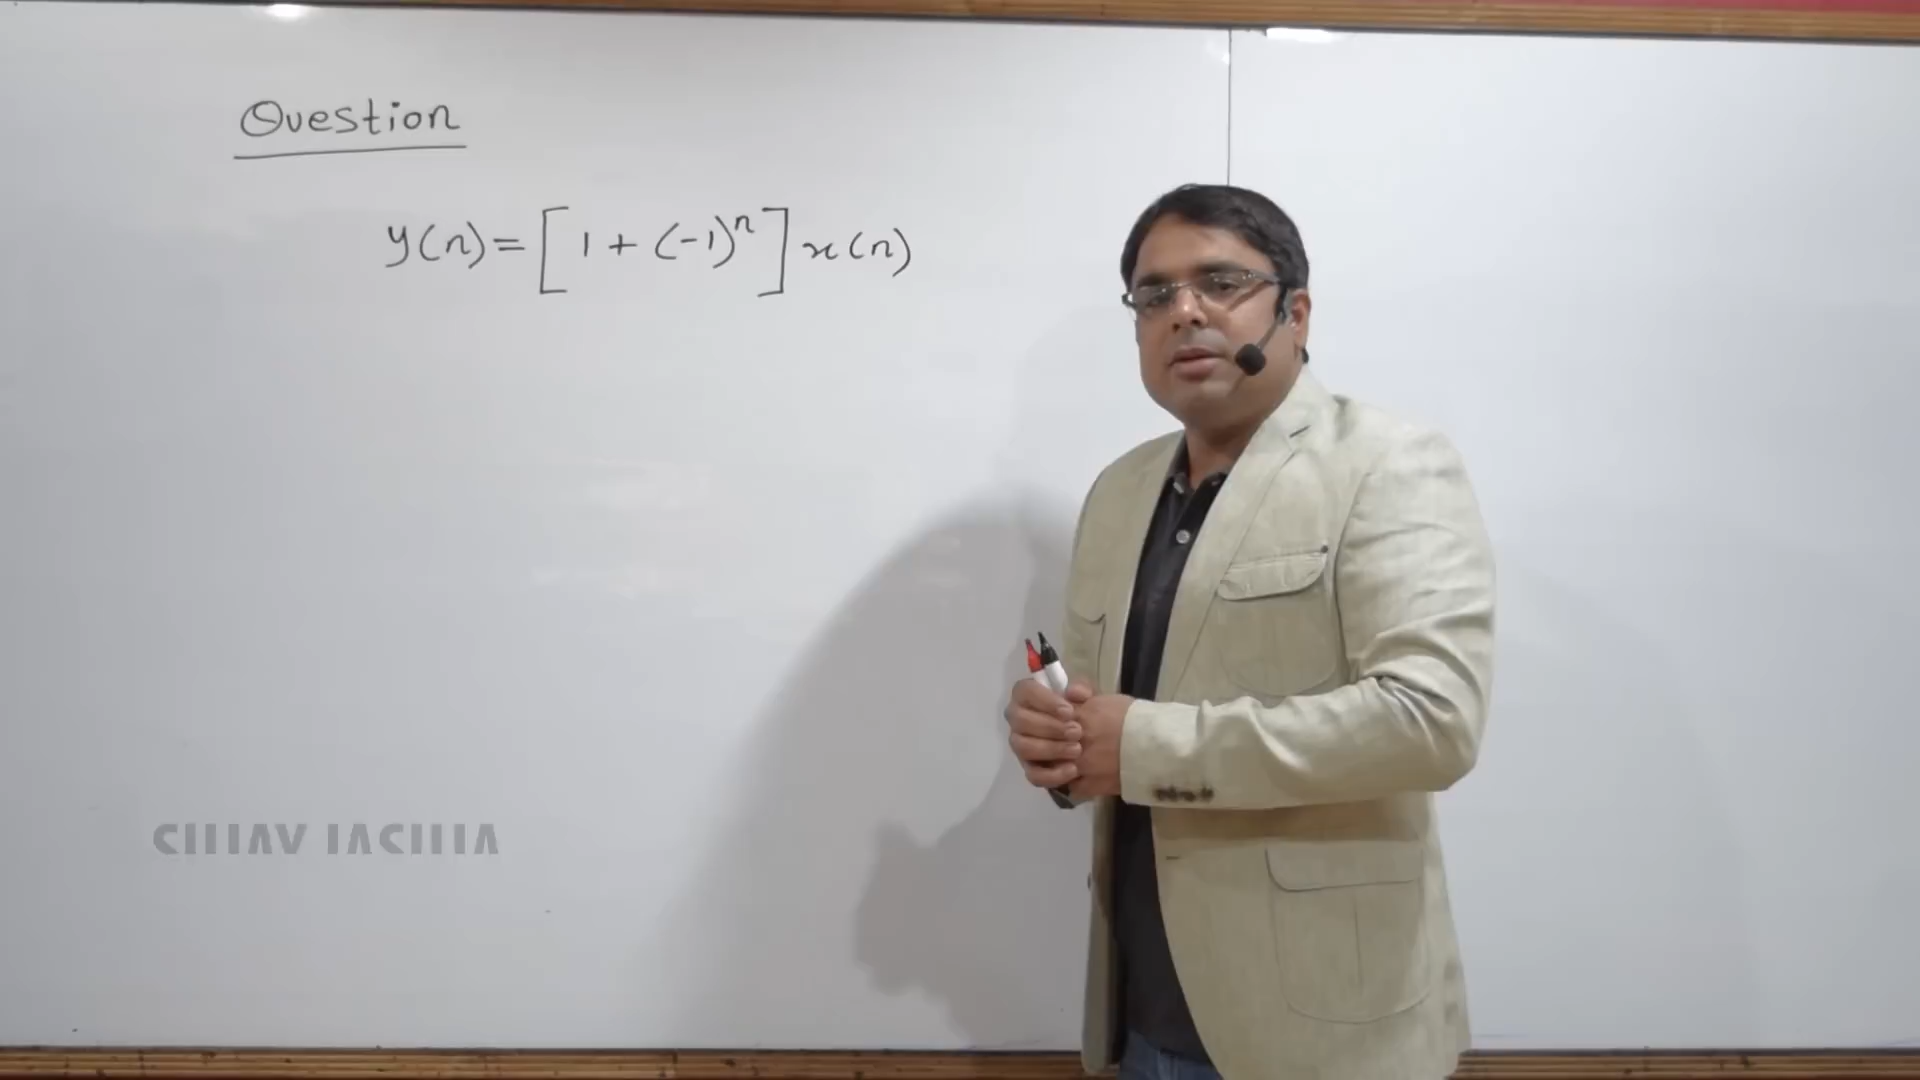 Question
y(n) = [1 + (-1)^n] x(n)